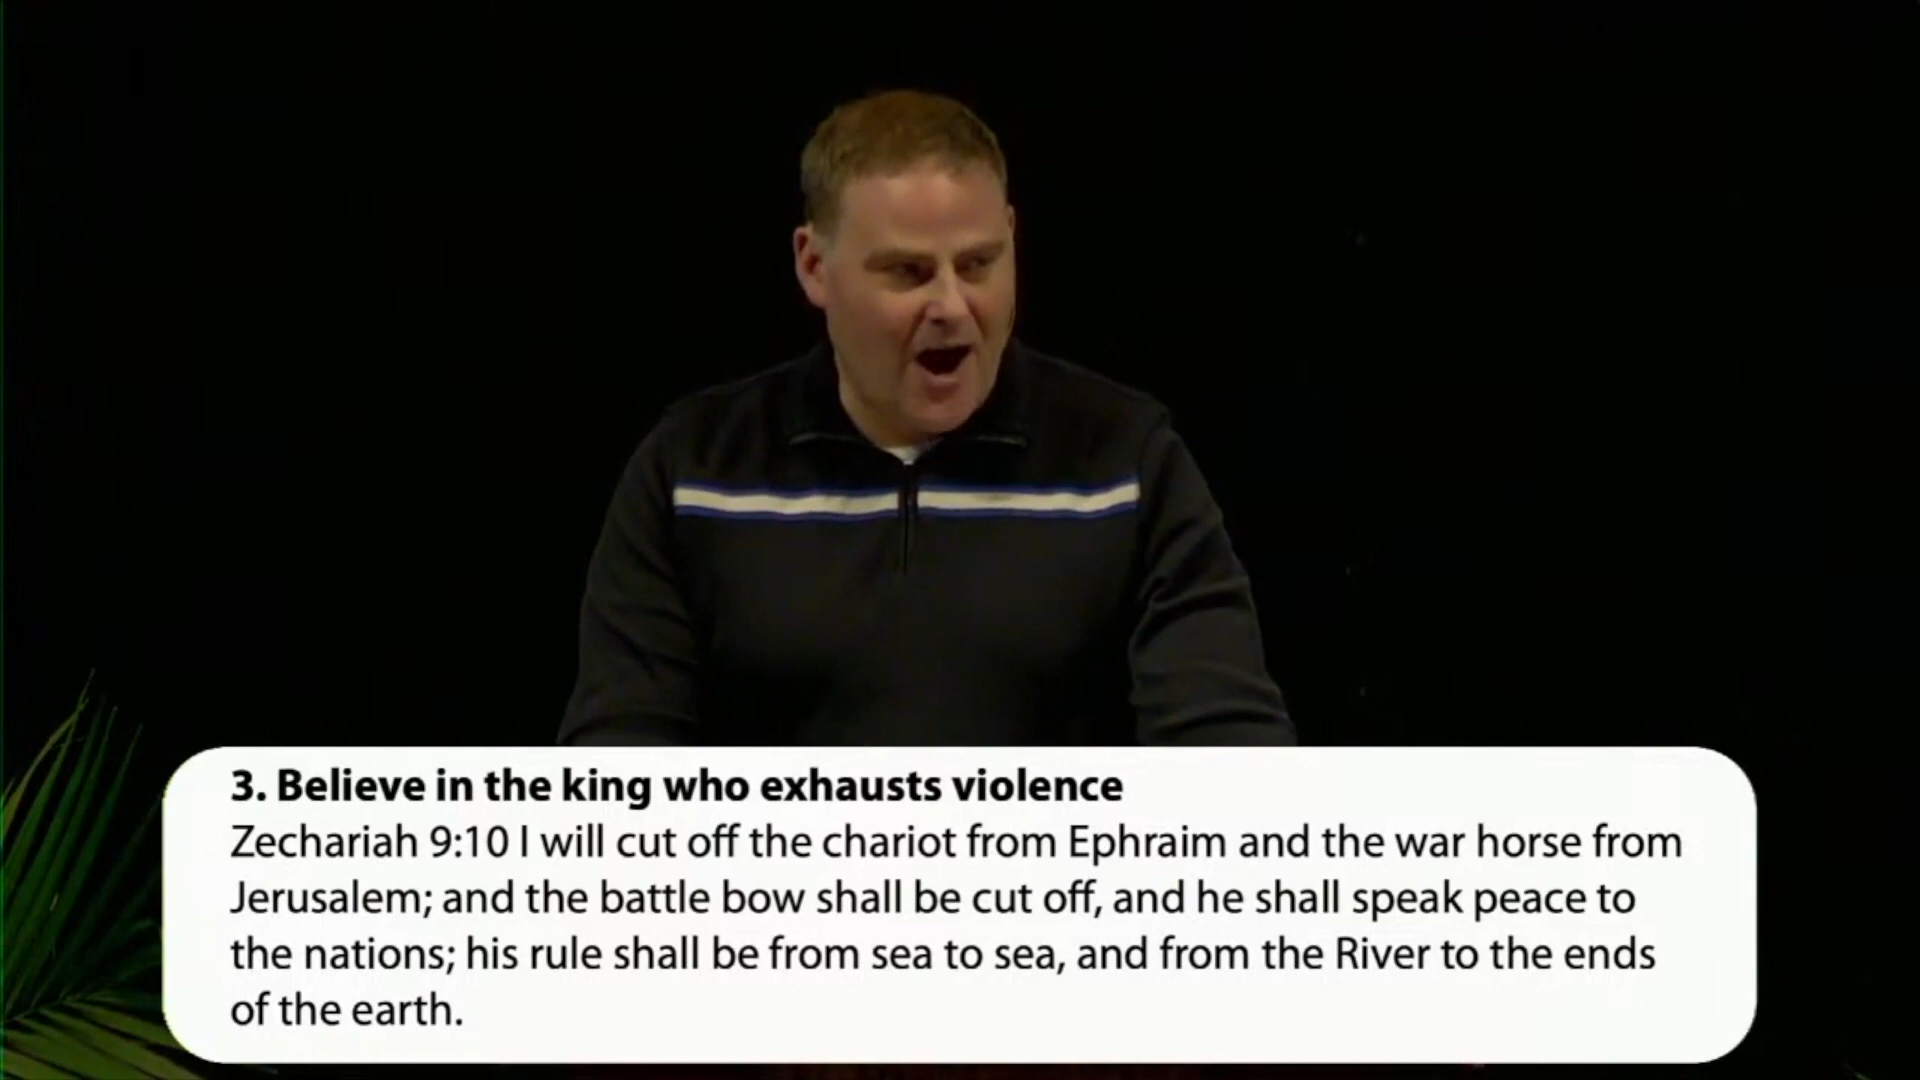 3. Believe in the king who exhausts violence
Zechariah 9:10 I will cut off the chariot from Ephraim and the war horse from
Jerusalem; and the battle bow shall be cut off, and he shall speak peace to
the nations; his rule shall be from sea to sea, and from the River to the ends
of the earth.